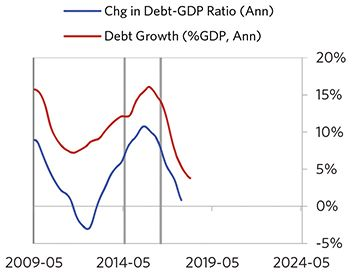 Chg in Debt-GDP Ratio (Ann)
Debt Growth (%GDP, Ann)
20%
15%
10%
5%
0%
-5%
2009-05 2014-05 2019-05 2024-05